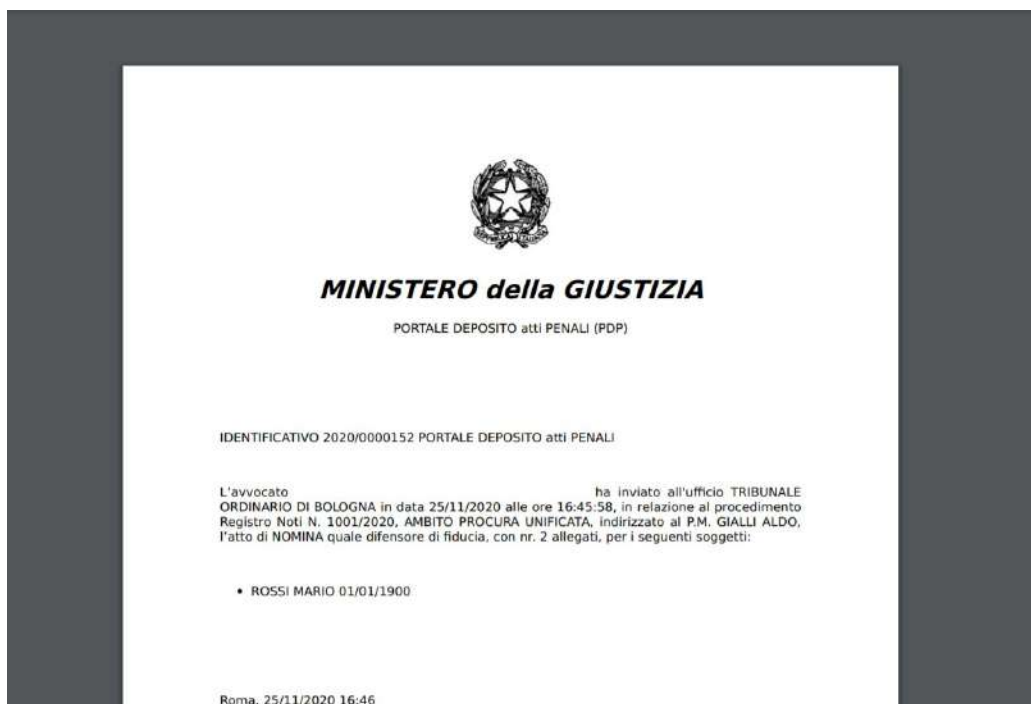 MINISTERO della GIUSTIZIA
PORTALE DEPOSITO atti PENALI (PDP)
IDENTIFICATIVO 2020/0000152 PORTALE DEPOSITO atti PENALI
L'avvocato ha inviato all'ufficio TRIBUNALE
ORDINARIO DI BOLOGNA in data 25/11/2020 alle ore 16:45:58, in relazione al procedimento
Registro Noti N. 1001/2020, AMBITO PROCURA UNIFICATA, indirizzato al P.M. GIALLI ALDO,
l'atto di NOMINA quale difensore di fiducia, con nr. 2 allegati, per i seguenti soggetti:
• ROSSI MARIO 01/01/1900
Roma, 25/11/2020 16:46